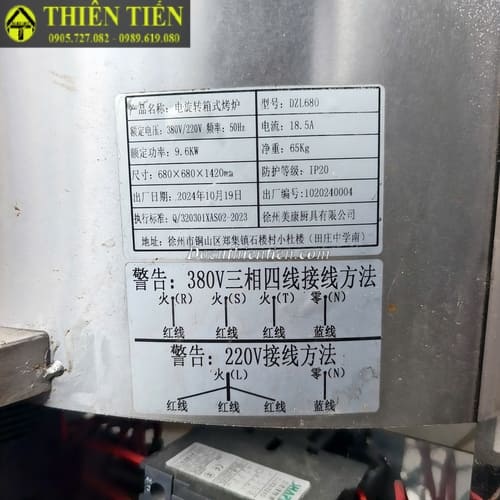 THIÊN TIẾN
0905.727.082 - 0989.619.080
产品名称：电旋转箱式烤炉 型号：DZL680
额定电压：380V/220V 频率：50Hz 电流：18.5A
额定功率：9.6KW 净重：65Kg
尺寸：680×680×1420mm 防护等级：IP20
出厂日期：2024年10月19日 出厂编号：1020240004
执行标准：Q/320301XAS02-2023 徐州美康厨具有限公司
地址：徐州市铜山区郑集镇石楼村小杜楼（田庄中学南）
警告：380V三相四线接线方法
火(R) 火(S) 火(T) 零(N)
红线 红线 红线 蓝线
警告：220V接线方法
火(L) 零(N)
红线 红线 红线 蓝线